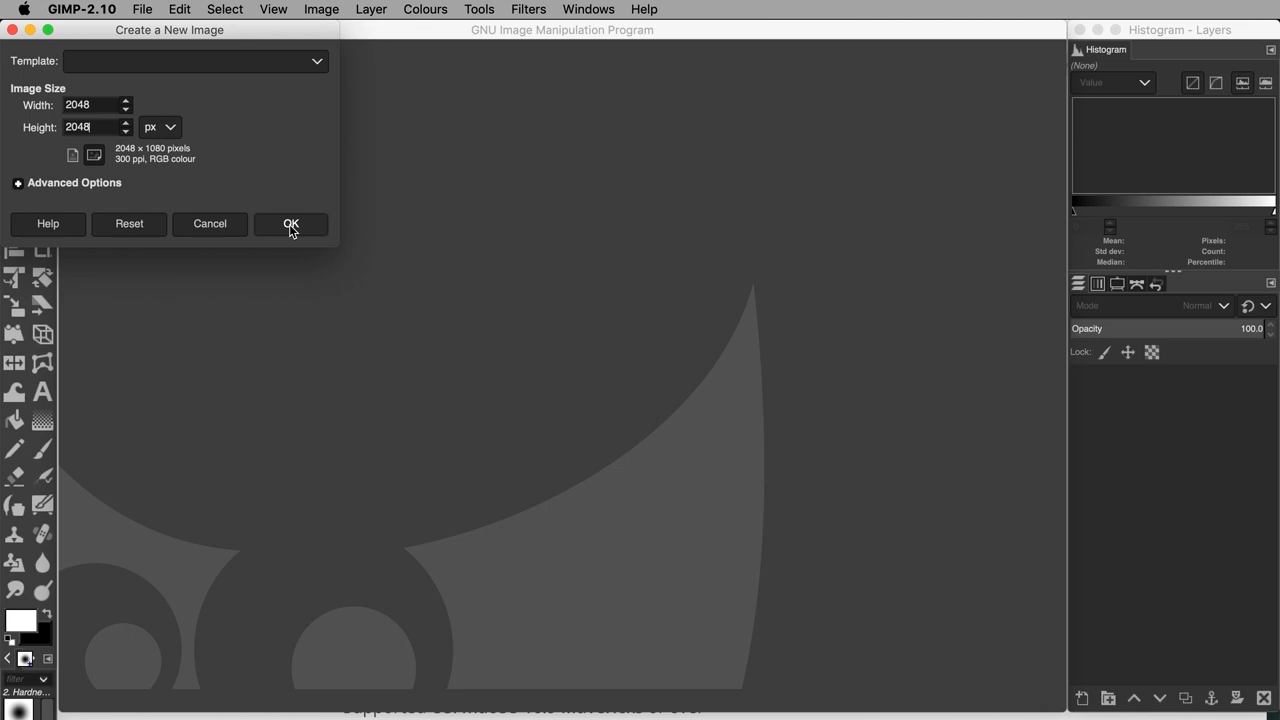 GIMP-2.10 File Edit Select View Image Layer Colours Tools Filters Windows Help
Create a New Image
GNU Image Manipulation Program
Histogram - Layers
Template:
Image Size
Width: 2048
Height: 2048 px
2048 × 1080 pixels
300 ppi, RGB colour
Advanced Options
Help Reset Cancel OK
Histogram
(None)
Value
Mean: Pixels:
Std dev: Count:
Median: Percentile:
Mode Normal
Opacity 100.0
Lock:
filter
2. Hardne...